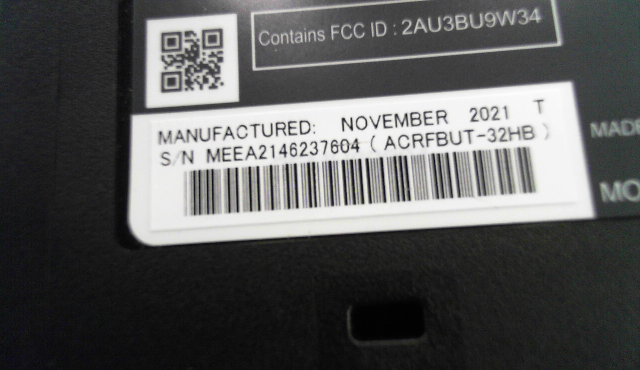 Contains FCC ID : 2AU3BU9W34
MANUFACTURED: NOVEMBER 2021 T
S/N MEEA2146237604 ( ACRFBUT-32HB )
MADE
MO